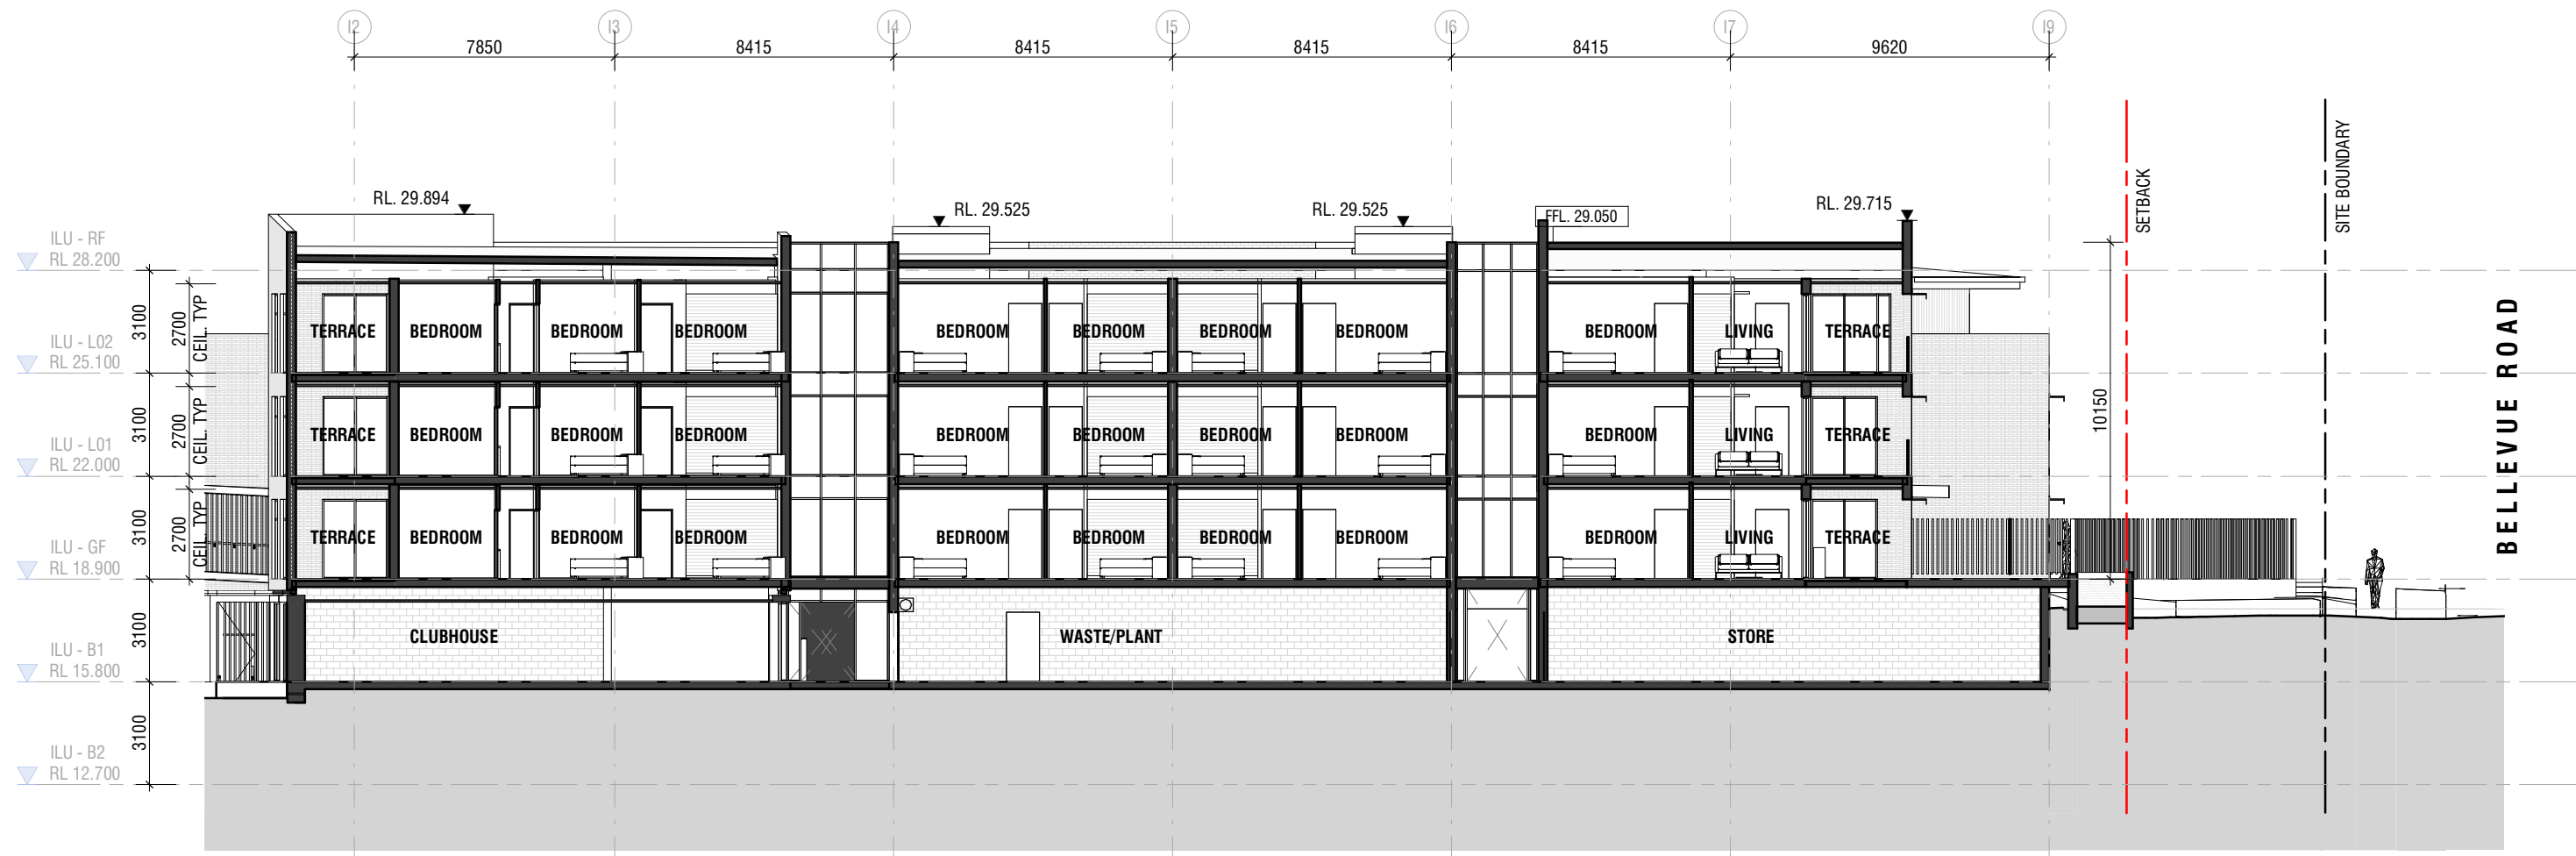 I2 I3 I4 I5 I6 I7 I9
7850 8415 8415 8415 8415 9620
RL. 29.894
RL. 29.525
RL. 29.525
FFL. 29.050
RL. 29.715
SETBACK
SITE BOUNDARY
BELLEVUE ROAD
10150
ILU - RF
RL 28.200
3100
2700
CEIL. TYP
TERRACE BEDROOM BEDROOM BEDROOM BEDROOM BEDROOM BEDROOM BEDROOM BEDROOM LIVING TERRACE
ILU - L02
RL 25.100
3100
2700
CEIL. TYP
TERRACE BEDROOM BEDROOM BEDROOM BEDROOM BEDROOM BEDROOM BEDROOM BEDROOM LIVING TERRACE
ILU - L01
RL 22.000
3100
2700
CEIL. TYP
TERRACE BEDROOM BEDROOM BEDROOM BEDROOM BEDROOM BEDROOM BEDROOM BEDROOM LIVING TERRACE
ILU - GF
RL 18.900
3100
CLUBHOUSE WASTE/PLANT STORE
ILU - B1
RL 15.800
3100
ILU - B2
RL 12.700